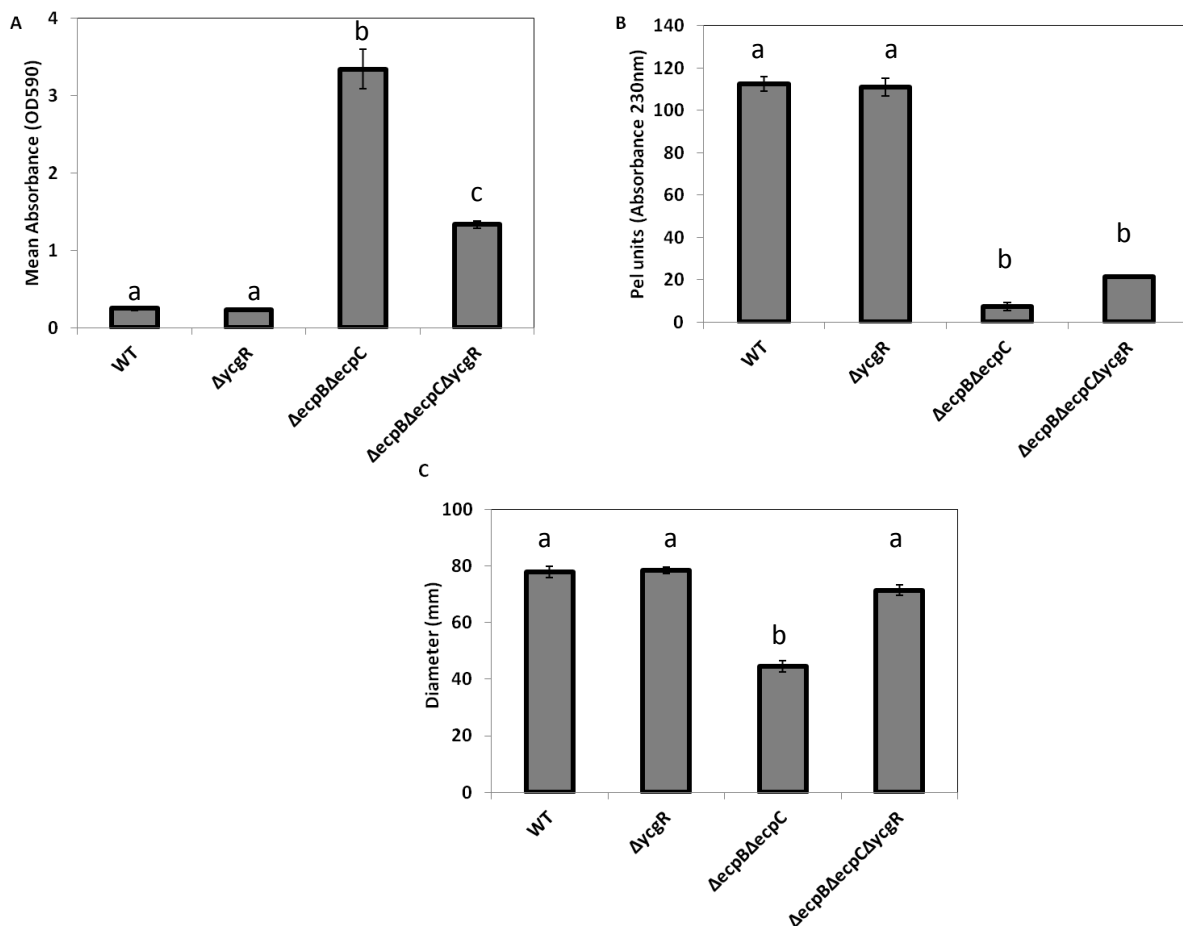 A
Mean Absorbance (OD590)
4
3
2
1
0
b
c
a
a
WT
ΔycgR
ΔecpBΔecpC
ΔecpBΔecpCΔycgR
B
Pel units (Absorbance 230nm)
140
120
100
80
60
40
20
0
a
a
b
b
WT
ΔycgR
ΔecpBΔecpC
ΔecpBΔecpCΔycgR
c
Diameter (mm)
100
80
60
40
20
0
a
a
b
a
WT
ΔycgR
ΔecpBΔecpC
ΔecpBΔecpCΔycgR